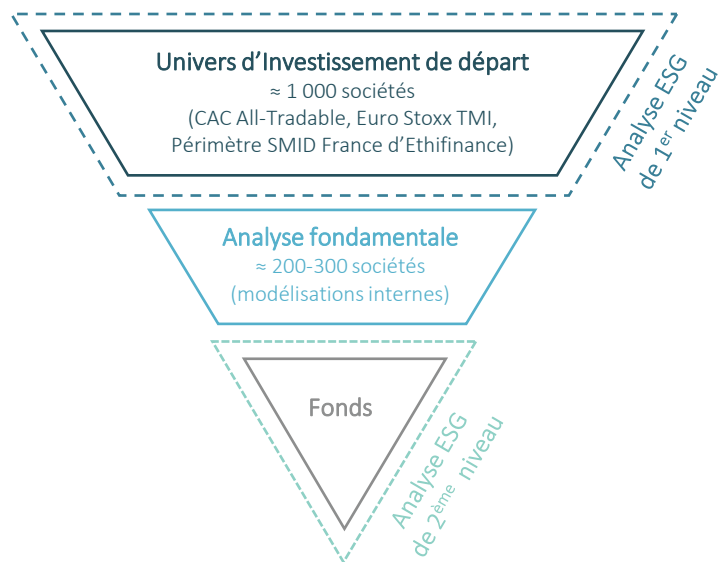 Univers d’Investissement de départ
≈ 1 000 sociétés
(CAC All-Tradable, Euro Stoxx TMI,
Périmètre SMID France d’Ethifinance)
Analyse ESG
de 1er niveau
Analyse fondamentale
≈ 200-300 sociétés
(modélisations internes)
Fonds
Analyse ESG
de 2ème niveau